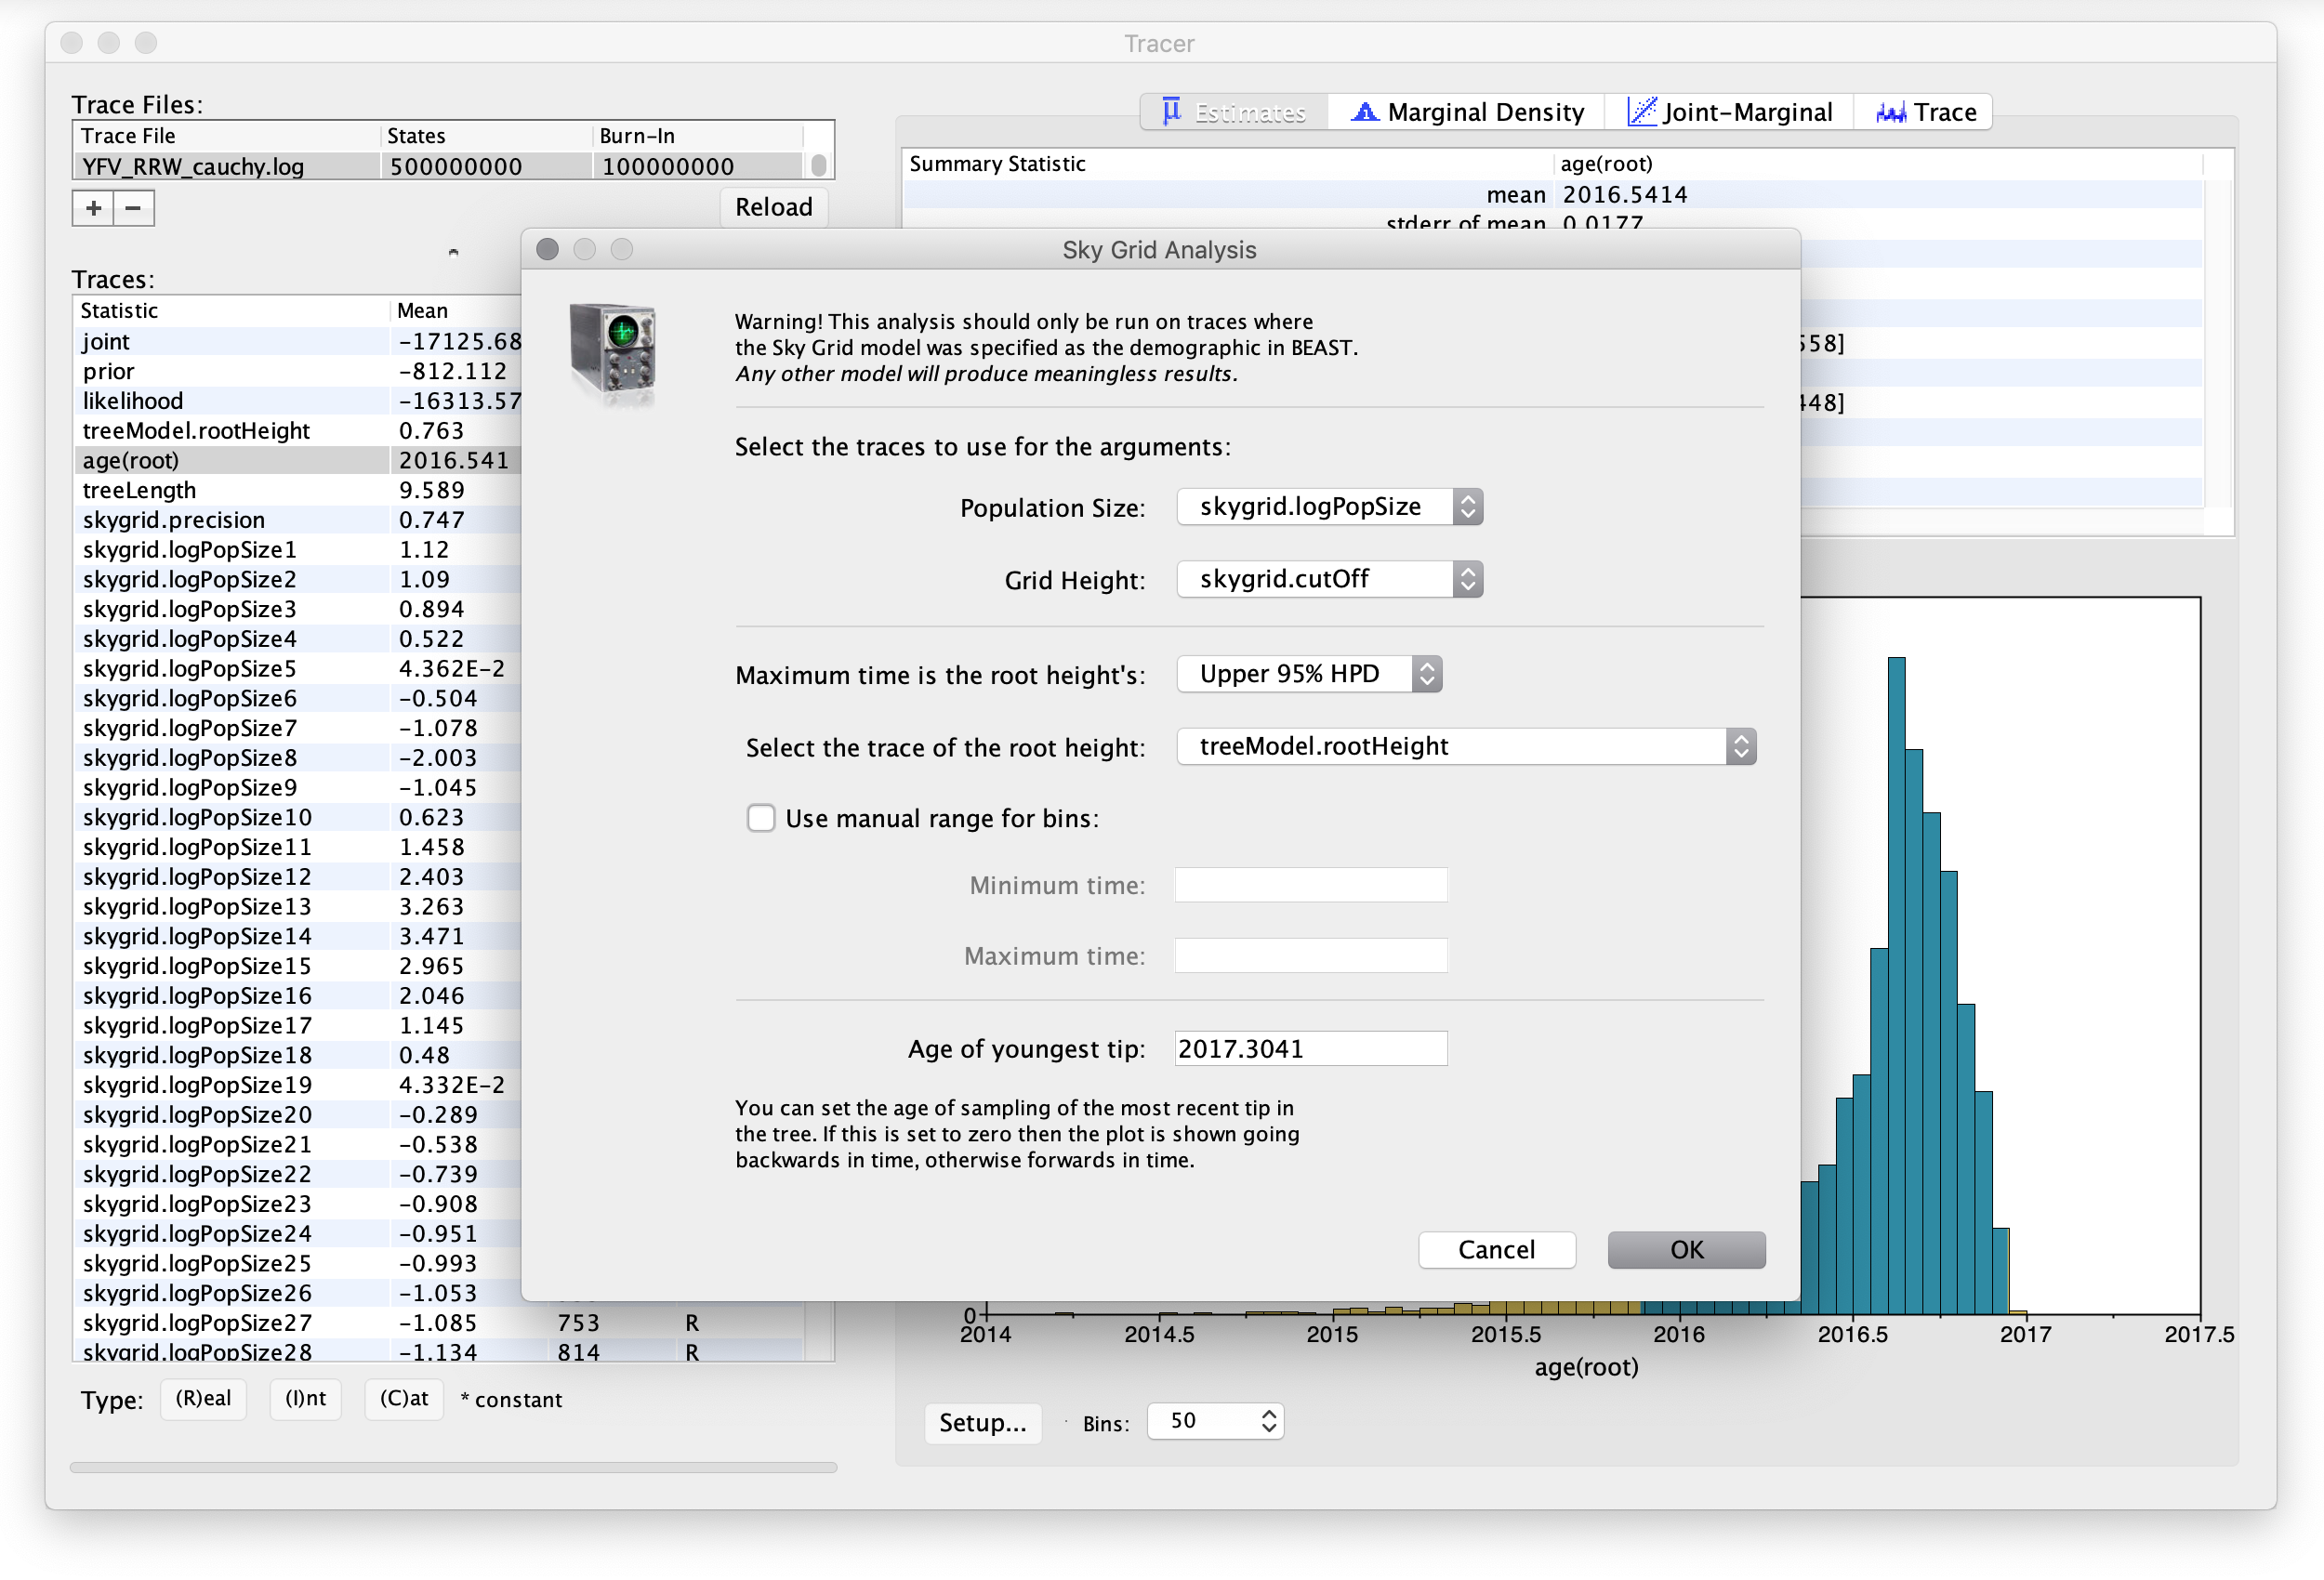 Tracer
Trace Files:
Trace File States Burn-In
YFV_RRW_cauchy.log 500000000 100000000
+ −
Reload
Traces:
Statistic Mean
joint -17125.68
prior -812.112
likelihood -16313.57
treeModel.rootHeight 0.763
age(root) 2016.541
treeLength 9.589
skygrid.precision 0.747
skygrid.logPopSize1 1.12
skygrid.logPopSize2 1.09
skygrid.logPopSize3 0.894
skygrid.logPopSize4 0.522
skygrid.logPopSize5 4.362E-2
skygrid.logPopSize6 -0.504
skygrid.logPopSize7 -1.078
skygrid.logPopSize8 -2.003
skygrid.logPopSize9 -1.045
skygrid.logPopSize10 0.623
skygrid.logPopSize11 1.458
skygrid.logPopSize12 2.403
skygrid.logPopSize13 3.263
skygrid.logPopSize14 3.471
skygrid.logPopSize15 2.965
skygrid.logPopSize16 2.046
skygrid.logPopSize17 1.145
skygrid.logPopSize18 0.48
skygrid.logPopSize19 4.332E-2
skygrid.logPopSize20 -0.289
skygrid.logPopSize21 -0.538
skygrid.logPopSize22 -0.739
skygrid.logPopSize23 -0.908
skygrid.logPopSize24 -0.951
skygrid.logPopSize25 -0.993
skygrid.logPopSize26 -1.053
skygrid.logPopSize27 -1.085 753 R
skygrid.logPopSize28 -1.134 814 R
Type: (R)eal (I)nt (C)at * constant
Estimates Marginal Density Joint-Marginal Trace
Summary Statistic age(root)
mean 2016.5414
stderr of mean 0.0177
558]
448]
Sky Grid Analysis
Warning! This analysis should only be run on traces where
the Sky Grid model was specified as the demographic in BEAST.
Any other model will produce meaningless results.
Select the traces to use for the arguments:
Population Size: skygrid.logPopSize
Grid Height: skygrid.cutOff
Maximum time is the root height's: Upper 95% HPD
Select the trace of the root height: treeModel.rootHeight
Use manual range for bins:
Minimum time:
Maximum time:
Age of youngest tip: 2017.3041
You can set the age of sampling of the most recent tip in
the tree. If this is set to zero then the plot is shown going
backwards in time, otherwise forwards in time.
Cancel OK
0
2014 2014.5 2015 2015.5 2016 2016.5 2017 2017.5
age(root)
Setup... Bins: 50